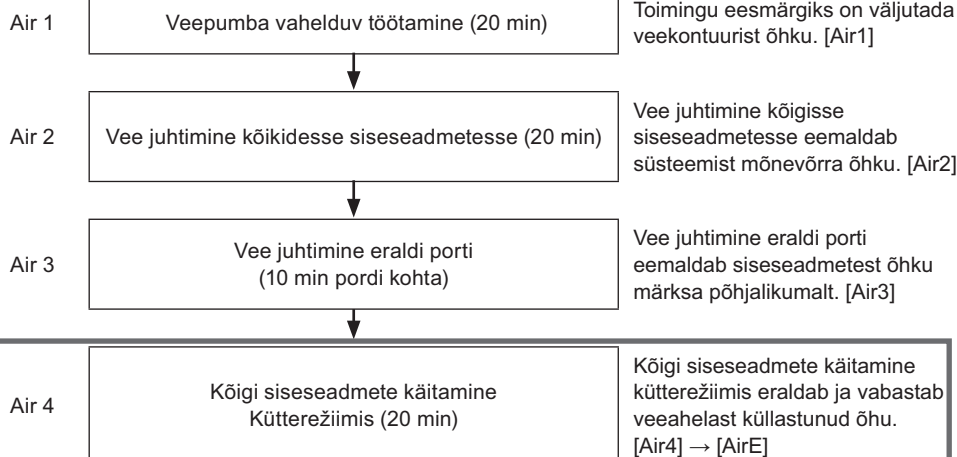 Air 1
Veepumba vahelduv töötamine (20 min)
Toimingu eesmärgiks on väljutada
veekontuurist õhku. [Air1]
Air 2
Vee juhtimine kõikidesse siseseadmetesse (20 min)
Vee juhtimine kõigisse
siseseadmetesse eemaldab
süsteemist mõnevõrra õhku. [Air2]
Air 3
Vee juhtimine eraldi porti
(10 min pordi kohta)
Vee juhtimine eraldi porti
eemaldab siseseadmetest õhku
märksa põhjalikumalt. [Air3]
Air 4
Kõigi siseseadmete käitamine
Kütterežiimis (20 min)
Kõigi siseseadmete käitamine
kütterežiimis eraldab ja vabastab
veeahelast küllastunud õhu.
[Air4] → [AirE]